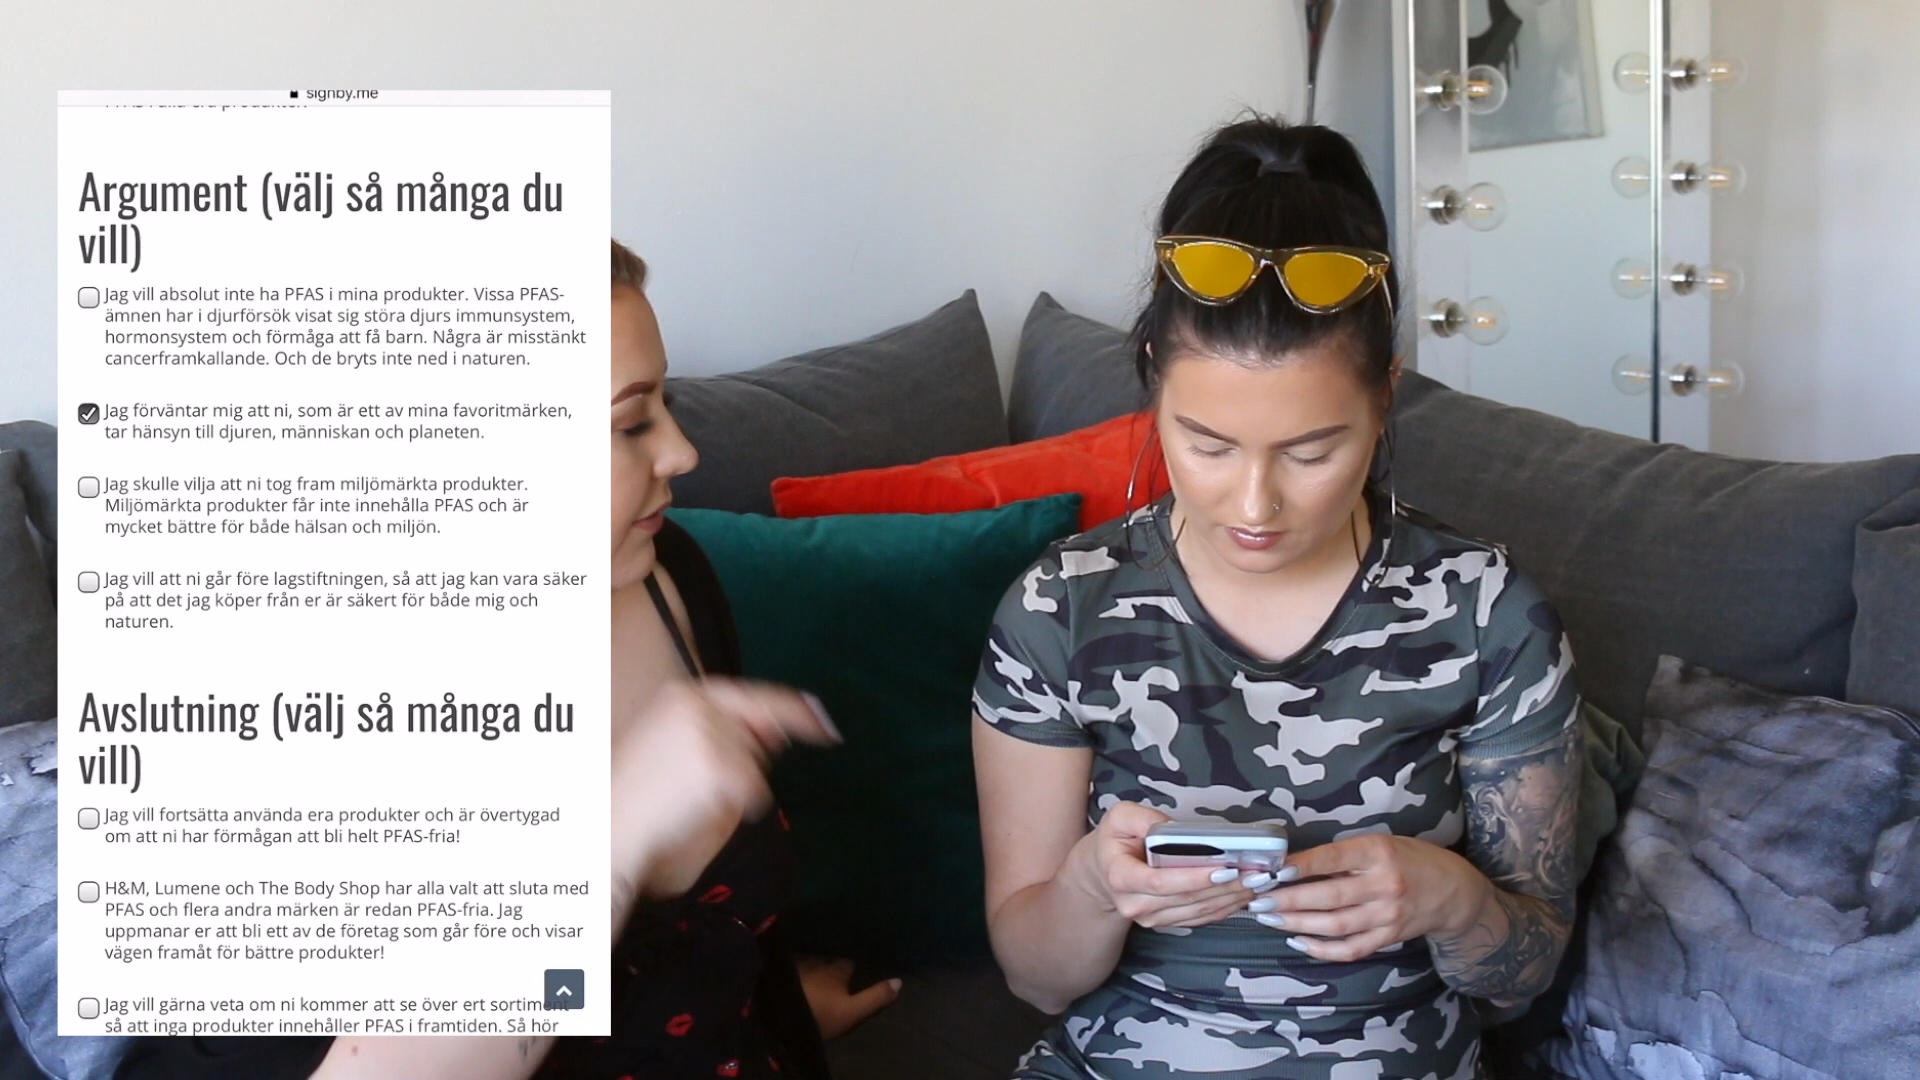 signby.me
Argument (välj så många du
vill)
Jag vill absolut inte ha PFAS i mina produkter. Vissa PFAS-
ämnen har i djurförsök visat sig störa djurs immunsystem,
hormonsystem och förmåga att få barn. Några är misstänkt
cancerframkallande. Och de bryts inte ned i naturen.
Jag förväntar mig att ni, som är ett av mina favoritmärken,
tar hänsyn till djuren, människan och planeten.
Jag skulle vilja att ni tog fram miljömärkta produkter.
Miljömärkta produkter får inte innehålla PFAS och är
mycket bättre för både hälsan och miljön.
Jag vill att ni går före lagstiftningen, så att jag kan vara säker
på att det jag köper från er är säkert för både mig och
naturen.
Avslutning (välj så många du
vill)
Jag vill fortsätta använda era produkter och är övertygad
om att ni har förmågan att bli helt PFAS-fria!
H&M, Lumene och The Body Shop har alla valt att sluta med
PFAS och flera andra märken är redan PFAS-fria. Jag
uppmanar er att bli ett av de företag som går före och visar
vägen framåt för bättre produkter!
Jag vill gärna veta om ni kommer att se över ert sortiment
så att inga produkter innehåller PFAS i framtiden. Så hör